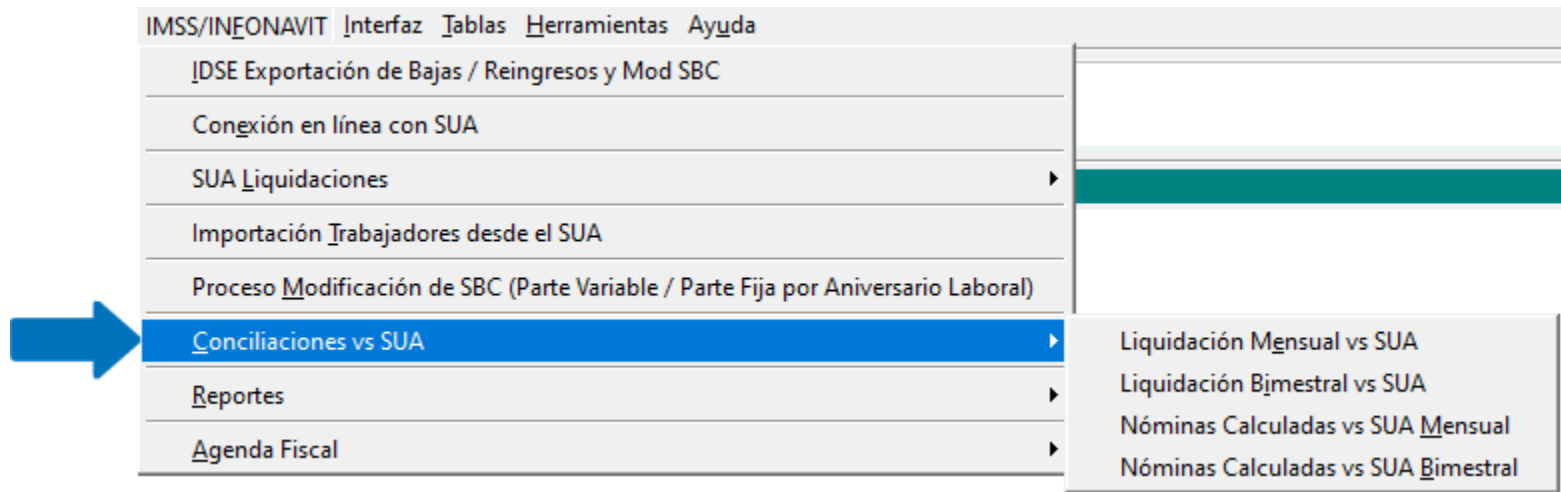 IMSS/INFONAVIT Interfaz Tablas Herramientas Ayuda
IDSE Exportación de Bajas / Reingresos y Mod SBC
Conexión en línea con SUA
SUA Liquidaciones
Importación Trabajadores desde el SUA
Proceso Modificación de SBC (Parte Variable / Parte Fija por Aniversario Laboral)
Conciliaciones vs SUA
Reportes
Agenda Fiscal
Liquidación Mensual vs SUA
Liquidación Bimestral vs SUA
Nóminas Calculadas vs SUA Mensual
Nóminas Calculadas vs SUA Bimestral